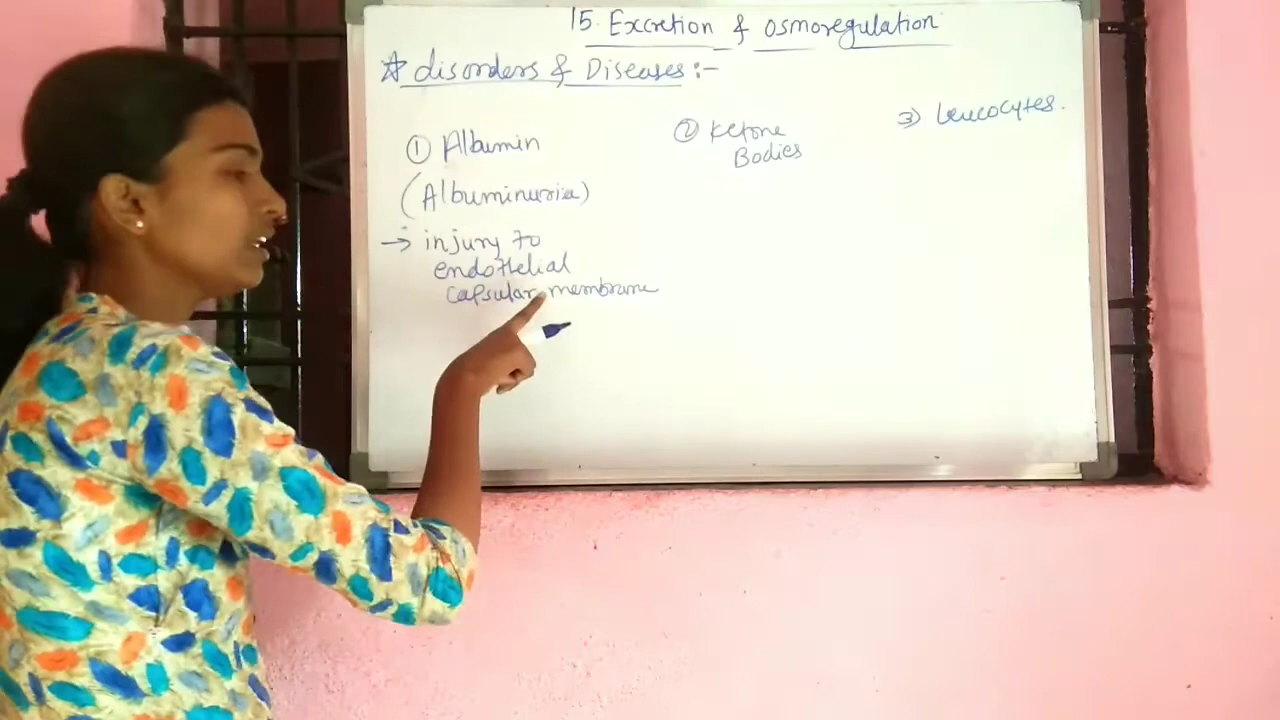 15. Excretion & osmoregulation
☆ disorders & Diseases:-
① Albumin
(Albuminuria)
→ injury to
endothelial
capsular membrane
② Ketone
Bodies
3) Leucocytes.